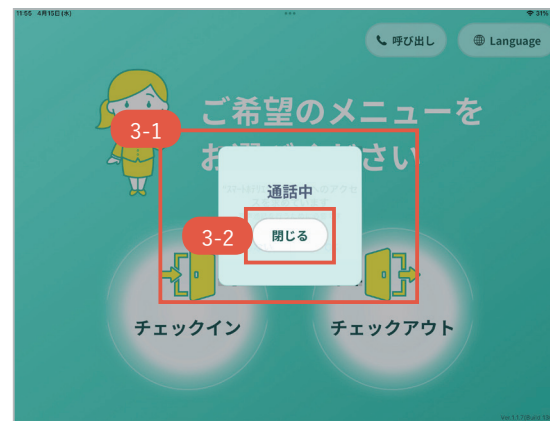 11:55 4月15日(水)
31%
呼び出し
Language
ご希望のメニューを
3-1
さい
通話中
3-2
閉じる
チェックイン
チェックアウト